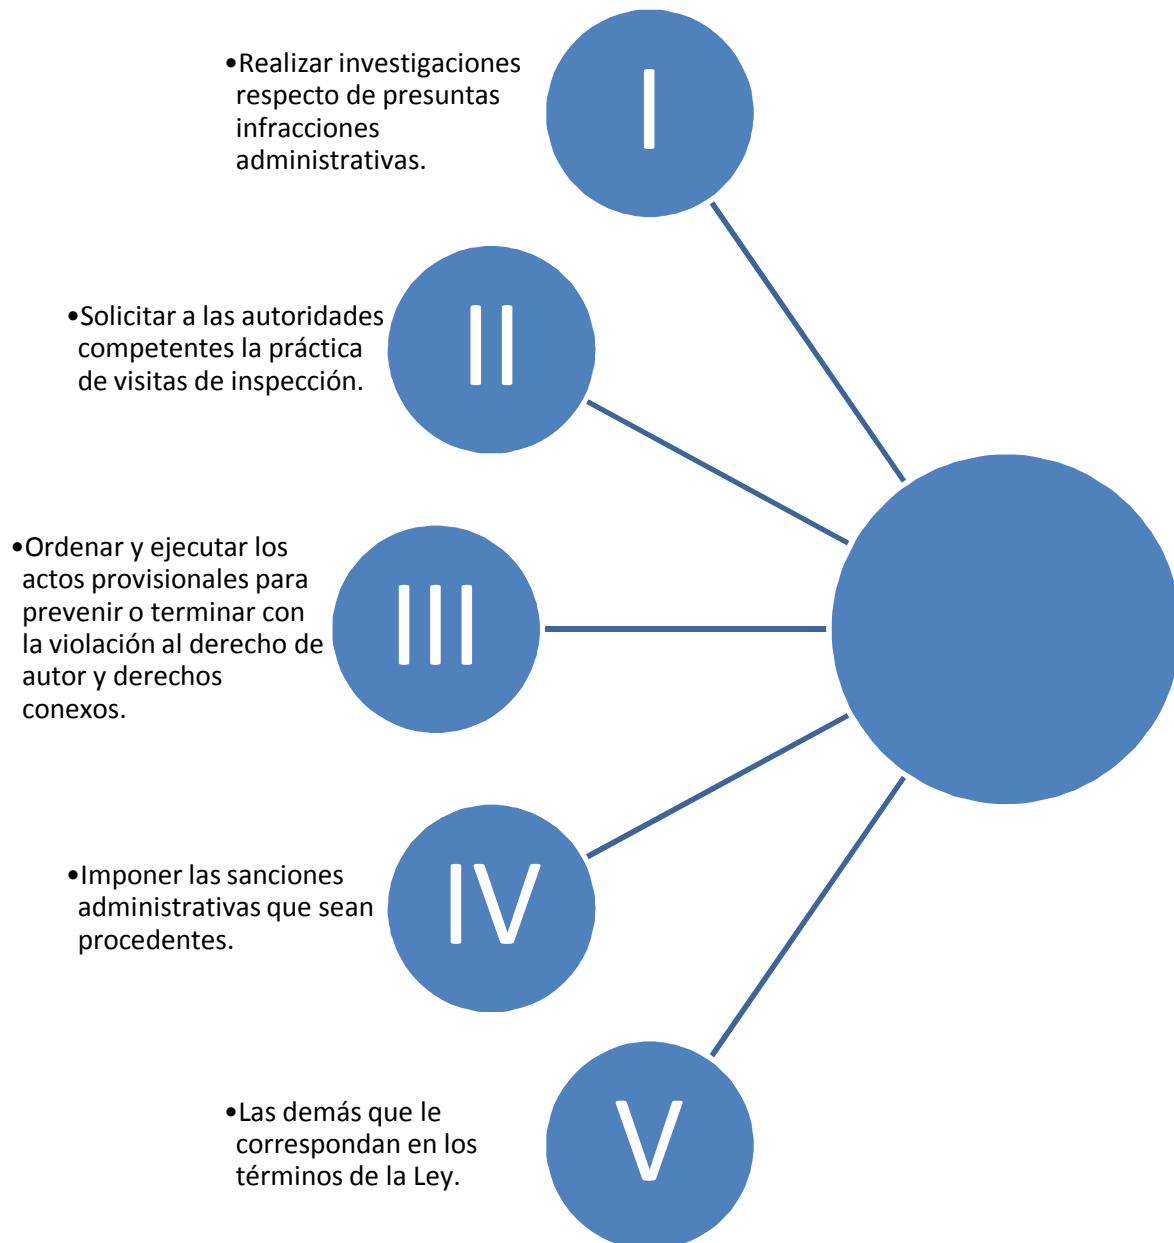 •Realizar investigaciones
respecto de presuntas
infracciones
administrativas.
I
•Solicitar a las autoridades
competentes la práctica
de visitas de inspección.
II
•Ordenar y ejecutar los
actos provisionales para
prevenir o terminar con
la violación al derecho de
autor y derechos
conexos.
III
•Imponer las sanciones
administrativas que sean
procedentes.
IV
•Las demás que le
correspondan en los
términos de la Ley.
V